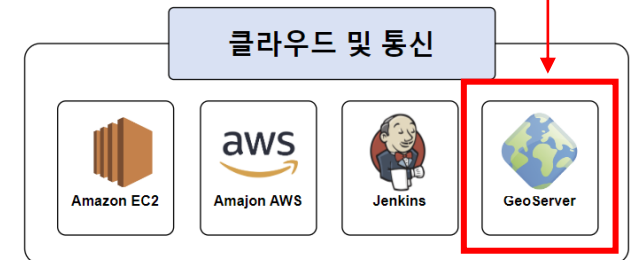 클라우드 및 통신
aws
Amazon EC2
Amajon AWS
Jenkins
GeoServer